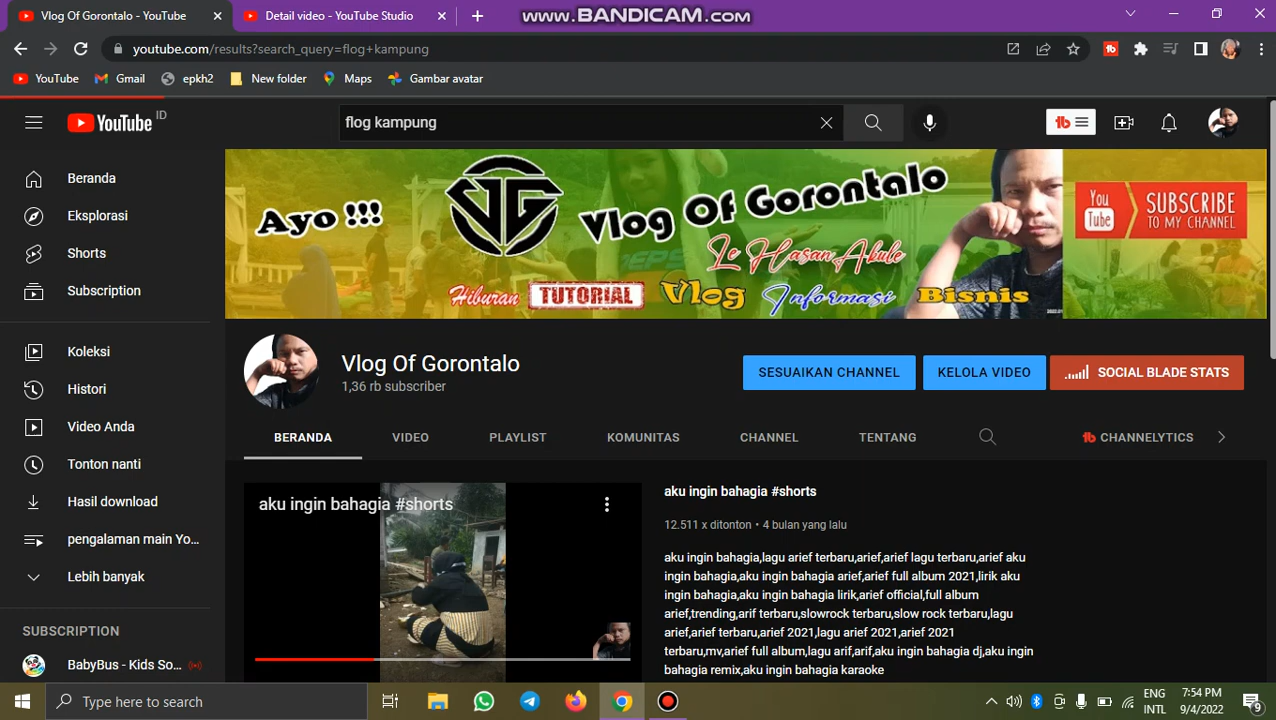 Vlog Of Gorontalo - YouTube
Detail video - YouTube Studio
www.BANDICAM.com
youtube.com/results?search_query=flog+kampung
YouTube
Gmail
epkh2
New folder
Maps
Gambar avatar
YouTube ID
flog kampung
Beranda
Eksplorasi
Shorts
Subscription
Koleksi
Histori
Video Anda
Tonton nanti
Hasil download
pengalaman main Yo...
Lebih banyak
SUBSCRIPTION
BabyBus - Kids So...
Ayo !!!
Vlog Of Gorontalo
Le Hasan Abule
Hiburan TUTORIAL Vlog Informasi Bisnis
You Tube SUBSCRIBE
TO MY CHANNEL
Vlog Of Gorontalo
1,36 rb subscriber
SESUAIKAN CHANNEL
KELOLA VIDEO
SOCIAL BLADE STATS
BERANDA
VIDEO
PLAYLIST
KOMUNITAS
CHANNEL
TENTANG
CHANNELYTICS
aku ingin bahagia #shorts
aku ingin bahagia #shorts
12.511 x ditonton • 4 bulan yang lalu
aku ingin bahagia,lagu arief terbaru,arief,arief lagu terbaru,arief aku
ingin bahagia,aku ingin bahagia arief,arief full album 2021,lirik aku
ingin bahagia,aku ingin bahagia lirik,arief official,full album
arief,trending,arif terbaru,slowrock terbaru,slow rock terbaru,lagu
arief,arief terbaru,arief 2021,lagu arief 2021,arief 2021
terbaru,mv,arief full album,lagu arif,arif,aku ingin bahagia dj,aku ingin
bahagia remix,aku ingin bahagia karaoke
Type here to search
ENG
INTL
7:54 PM
9/4/2022
9